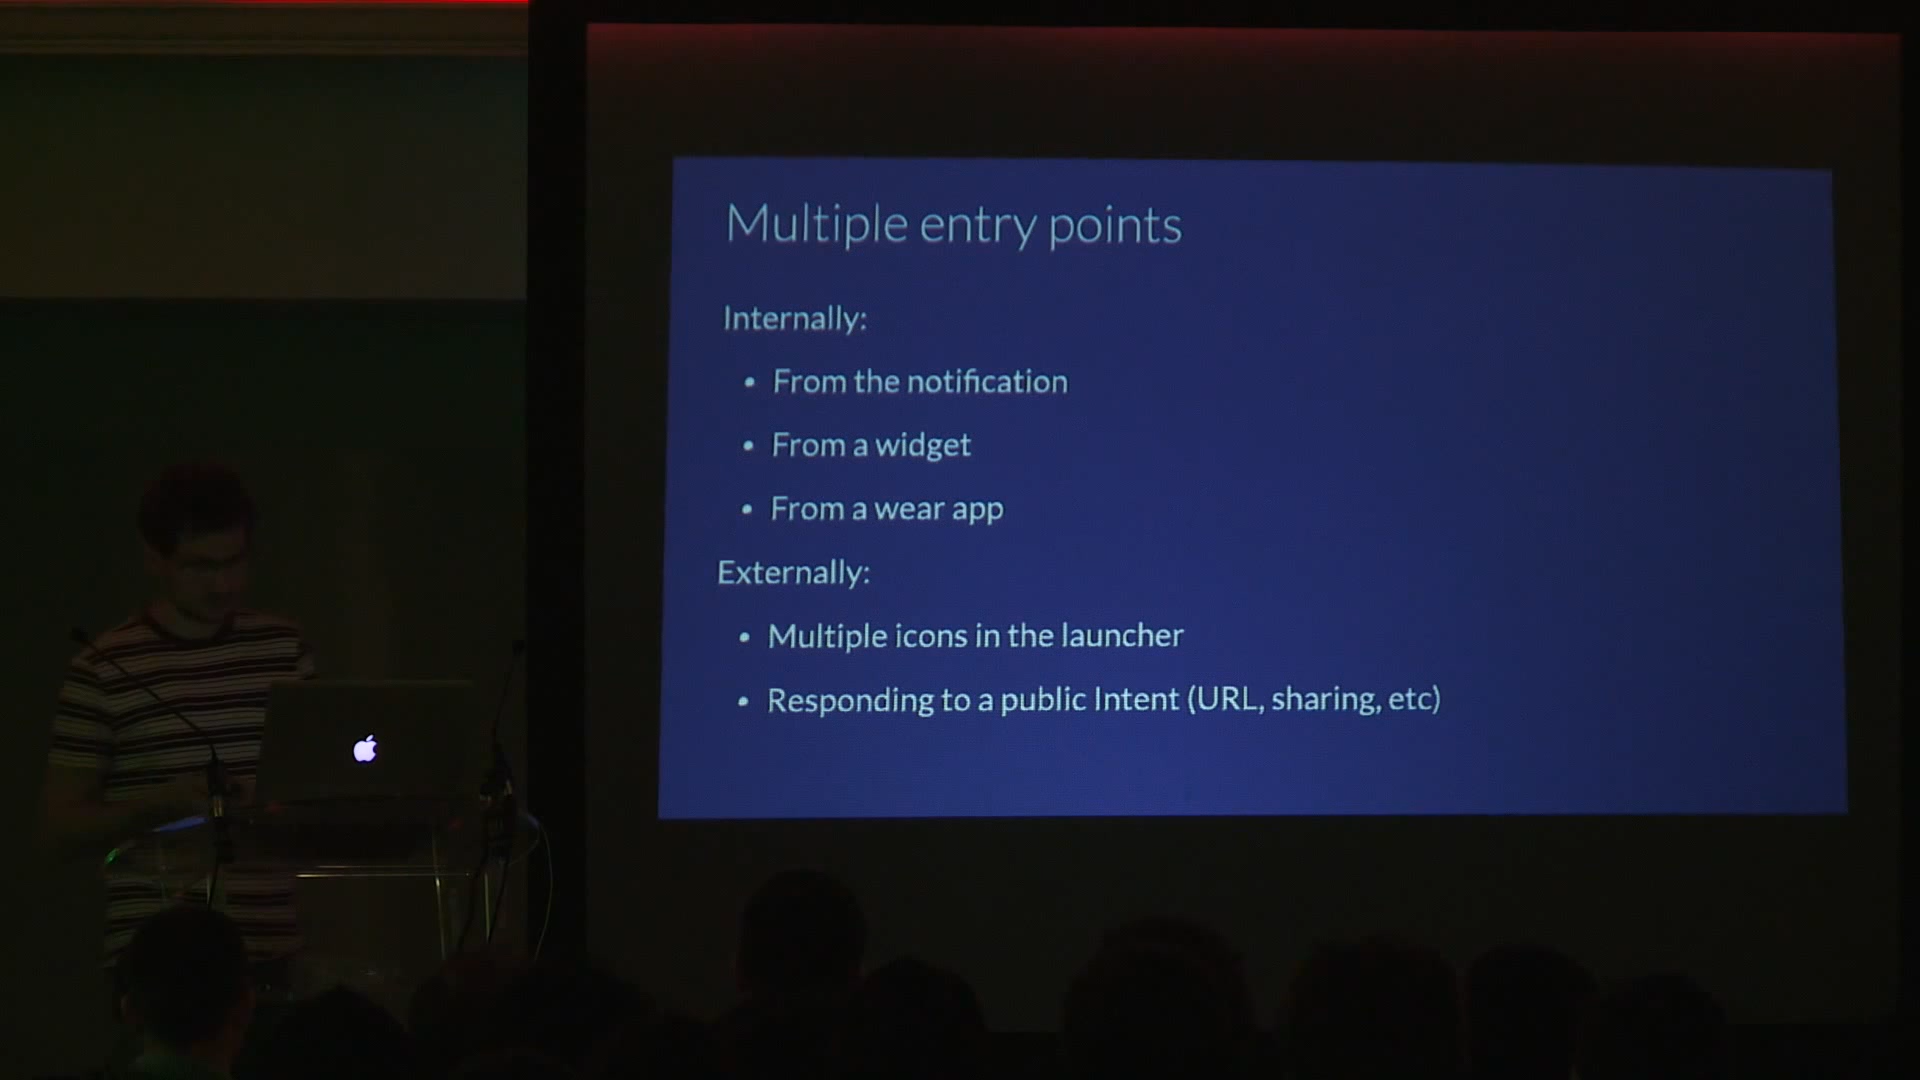 Multiple entry points
Internally:
• From the notification
• From a widget
• From a wear app
Externally:
• Multiple icons in the launcher
• Responding to a public Intent (URL, sharing, etc)